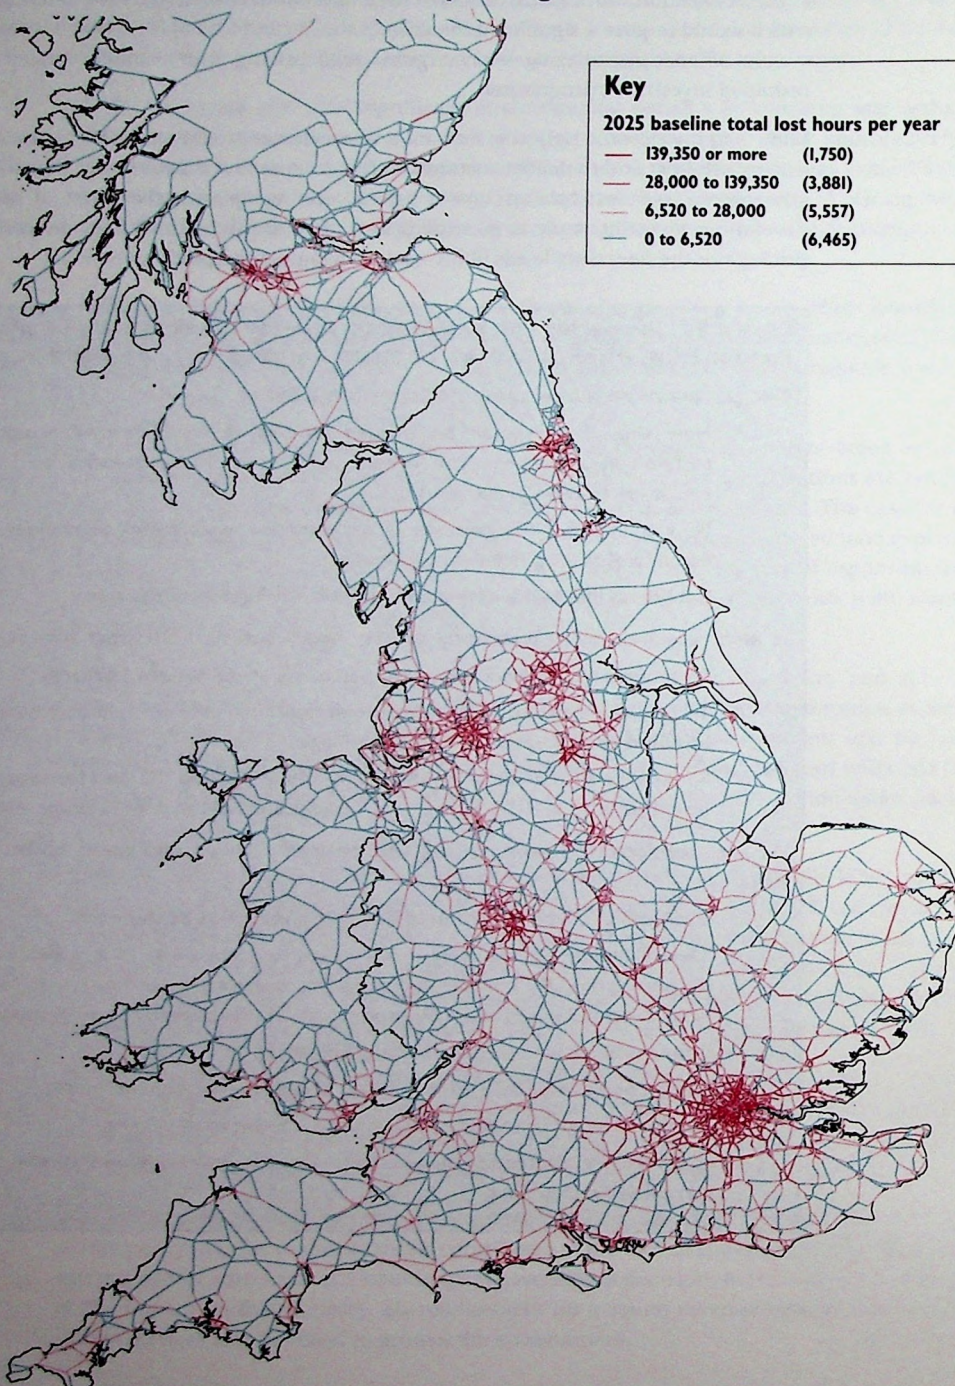 Key
2025 baseline total lost hours per year
139,350 or more (1,750)
28,000 to 139,350 (3,881)
6,520 to 28,000 (5,557)
0 to 6,520 (6,465)